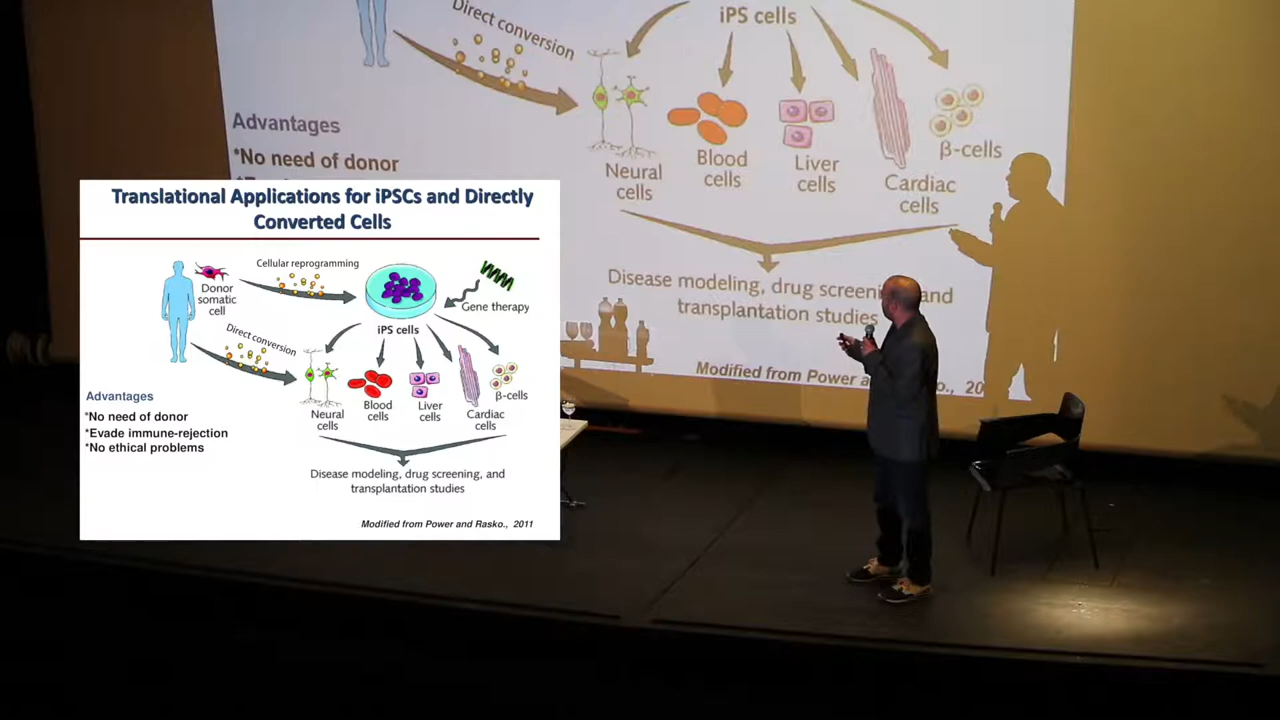 Direct conversion
iPS cells
Advantages
*No need of donor
Neural
cells
Blood
cells
Liver
cells
Cardiac
cells
β-cells
Disease modeling, drug screening, and
transplantation studies
Modified from Power a
ko., 20
Translational Applications for iPSCs and Directly
Converted Cells
Cellular reprogramming
Donor
somatic
cell
Gene therapy
iPS cells
Direct conversion
Neural
cells
Blood
cells
Liver
cells
Cardiac
cells
β-cells
Advantages
*No need of donor
*Evade immune-rejection
*No ethical problems
Disease modeling, drug screening, and
transplantation studies
Modified from Power and Rasko., 2011